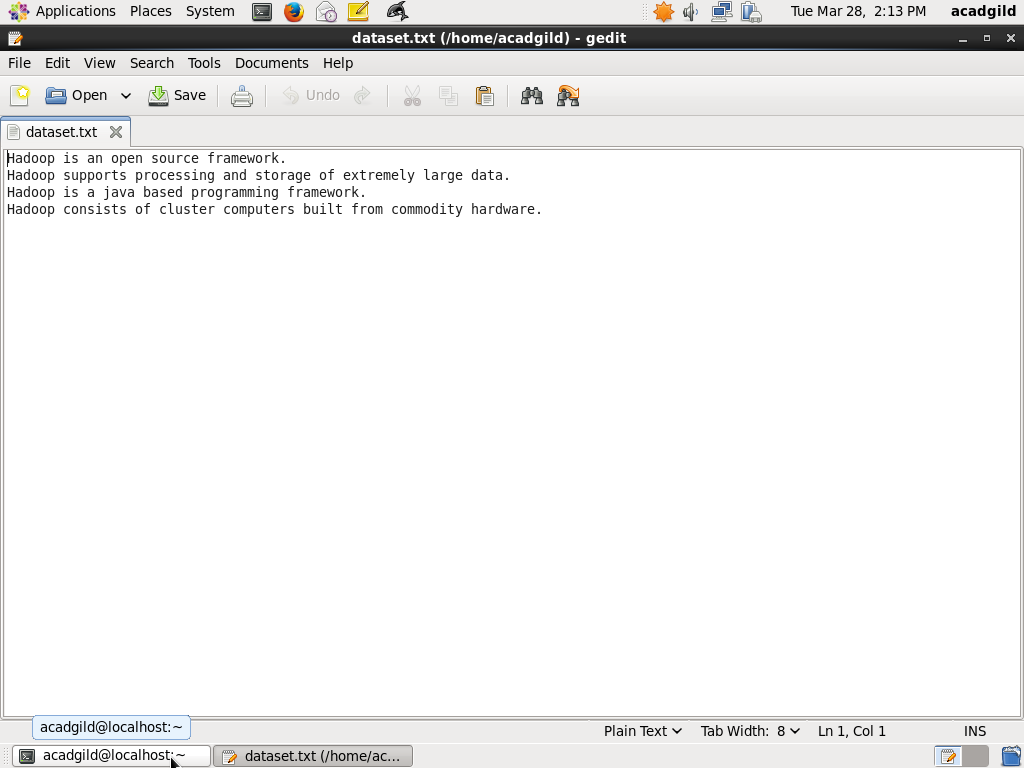 Applications Places System Tue Mar 28, 2:13 PM acadgild
dataset.txt (/home/acadgild) - gedit
File Edit View Search Tools Documents Help
Open Save Undo
dataset.txt
Hadoop is an open source framework.
Hadoop supports processing and storage of extremely large data.
Hadoop is a java based programming framework.
Hadoop consists of cluster computers built from commodity hardware.
acadgild@localhost:~
Plain Text Tab Width: 8 Ln 1, Col 1 INS
acadgild@localhost:~ dataset.txt (/home/ac...